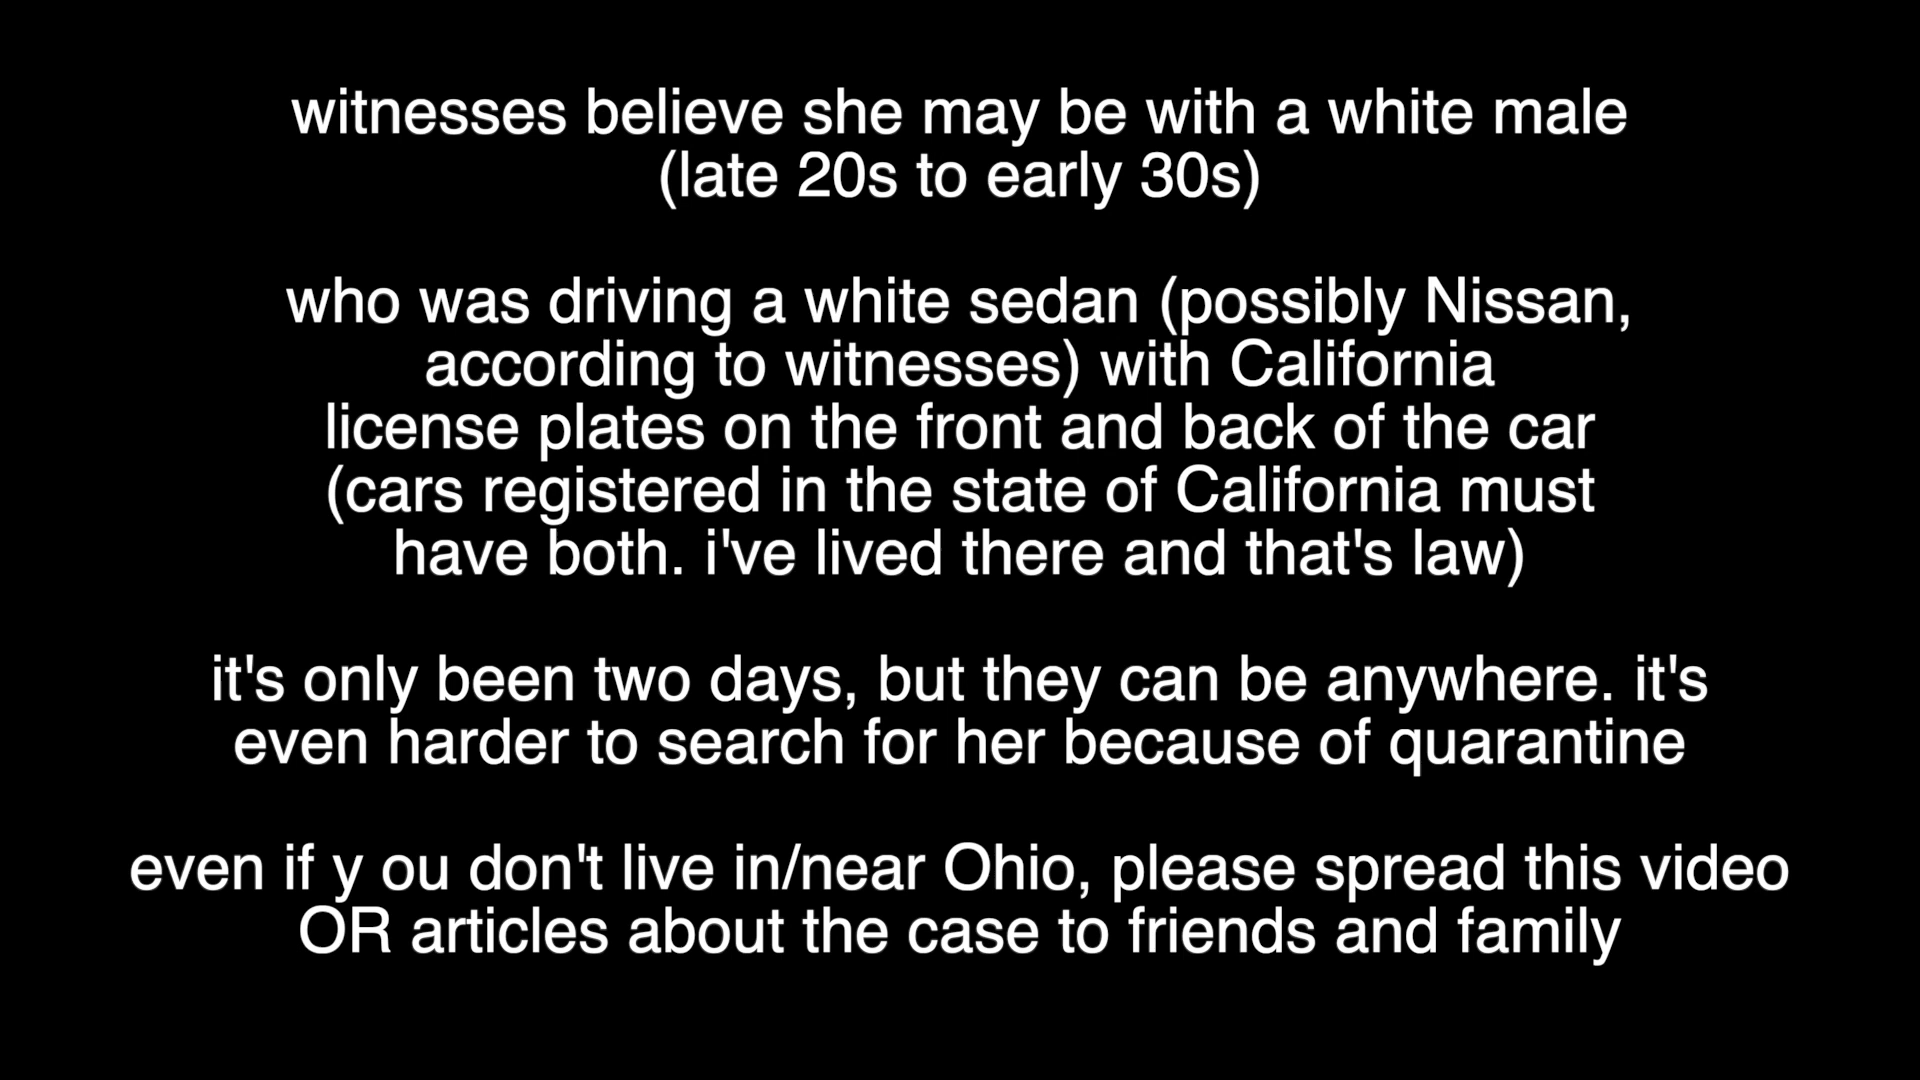 witnesses believe she may be with a white male
(late 20s to early 30s)
who was driving a white sedan (possibly Nissan,
according to witnesses) with California
license plates on the front and back of the car
(cars registered in the state of California must
have both. i've lived there and that's law)
it's only been two days, but they can be anywhere. it's
even harder to search for her because of quarantine
even if y ou don't live in/near Ohio, please spread this video
OR articles about the case to friends and family